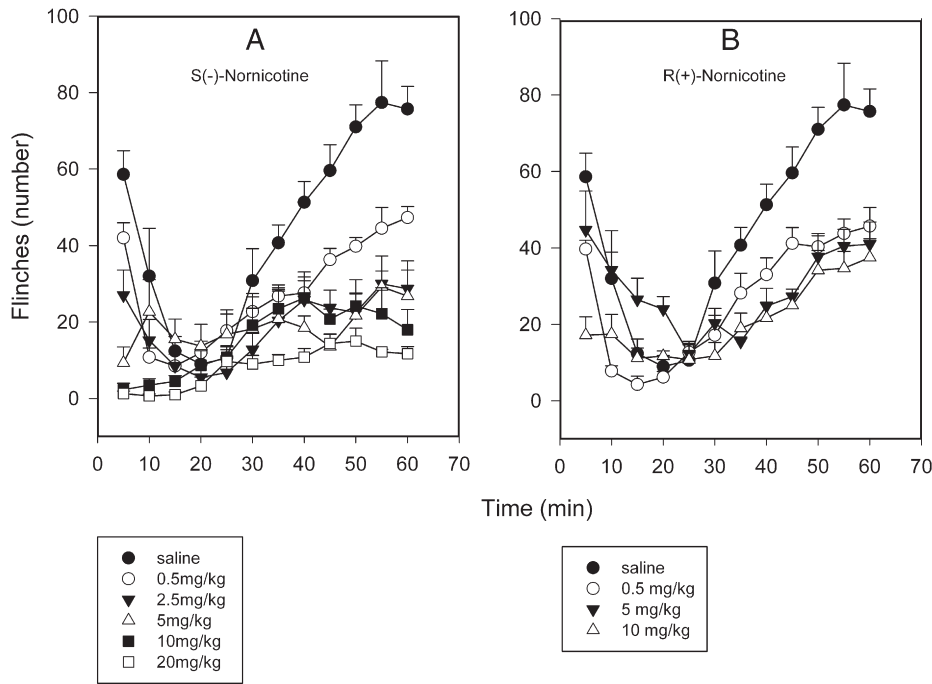 A
S(-)-Nornicotine
Flinches (number)
100
80
60
40
20
0
0 10 20 30 40 50 60 70
B
R(+)-Nornicotine
100
80
60
40
20
0
0 10 20 30 40 50 60 70
Time (min)
saline
0.5mg/kg
2.5mg/kg
5mg/kg
10mg/kg
20mg/kg
saline
0.5 mg/kg
5 mg/kg
10 mg/kg